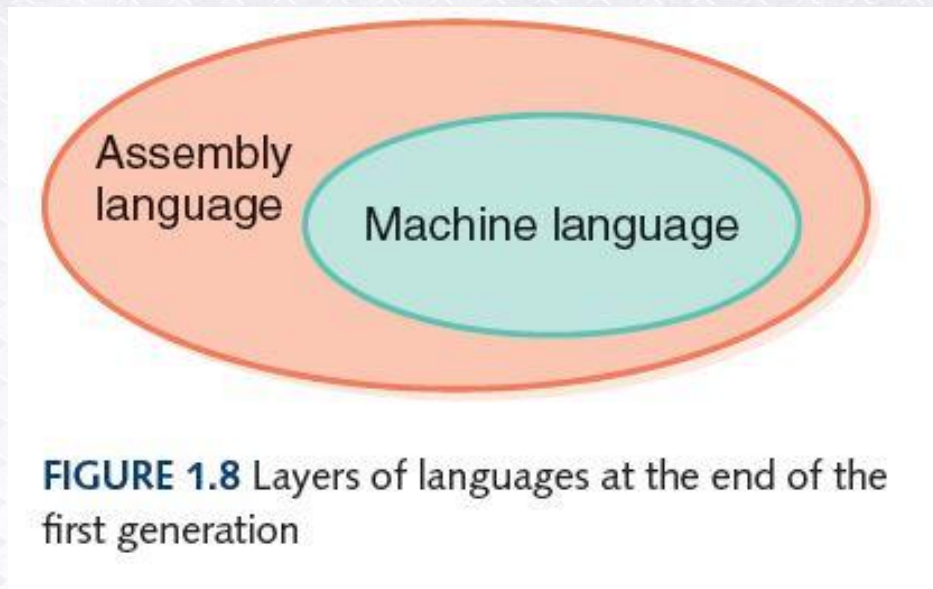 Assembly
language
Machine language
FIGURE 1.8 Layers of languages at the end of the
first generation